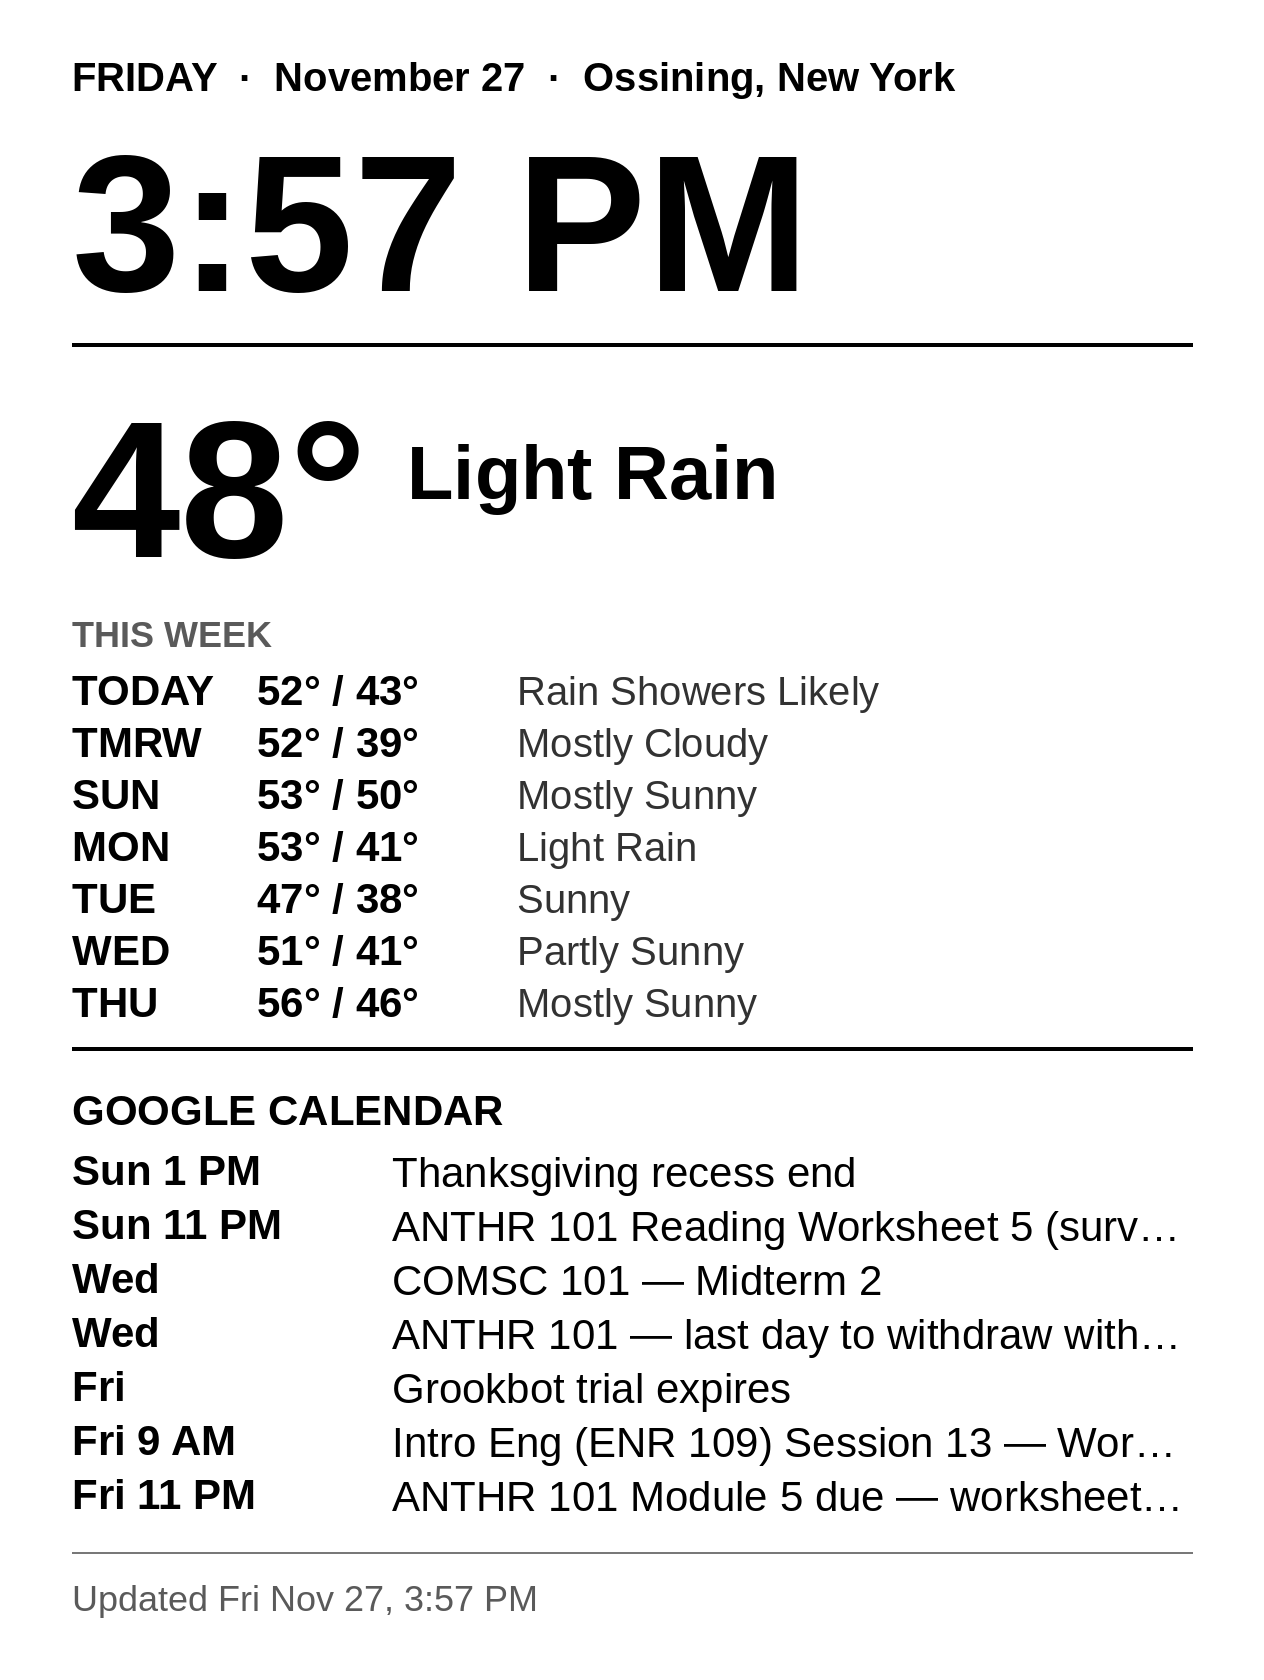 FRIDAY · November 27 · Ossining, New York
3:57 PM
48° Light Rain
THIS WEEK
TODAY 52° / 43° Rain Showers Likely
TMRW 52° / 39° Mostly Cloudy
SUN 53° / 50° Mostly Sunny
MON 53° / 41° Light Rain
TUE 47° / 38° Sunny
WED 51° / 41° Partly Sunny
THU 56° / 46° Mostly Sunny
GOOGLE CALENDAR
Sun 1 PM Thanksgiving recess end
Sun 11 PM ANTHR 101 Reading Worksheet 5 (surv…
Wed COMSC 101 — Midterm 2
Wed ANTHR 101 — last day to withdraw with…
Fri Grookbot trial expires
Fri 9 AM Intro Eng (ENR 109) Session 13 — Wor…
Fri 11 PM ANTHR 101 Module 5 due — worksheet…
Updated Fri Nov 27, 3:57 PM